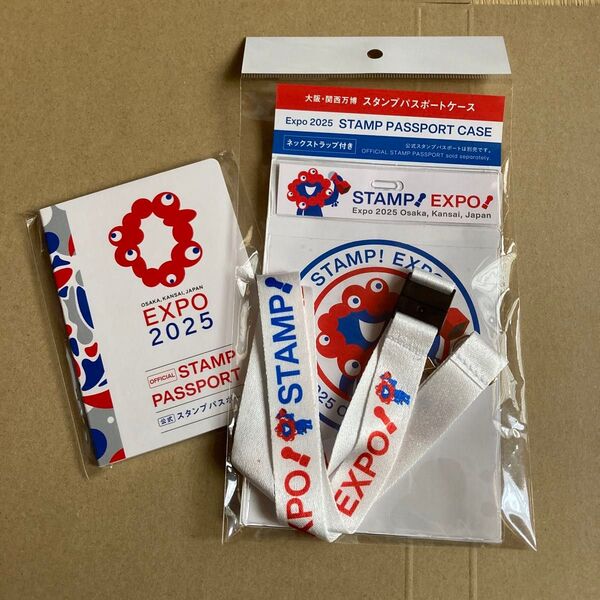 OSAKA, KANSAI, JAPAN
EXPO
2025
OFFICIAL STAMP
PASSPORT
公式 スタンプパスポー
大阪・関西万博 スタンプパスポートケース
Expo 2025 STAMP PASSPORT CASE
ネックストラップ付き
公式スタンプパスポートは別売です。
OFFICIAL STAMP PASSPORT sold separately.
STAMP! EXPO!
Expo 2025 Osaka, Kansai, Japan
STAMP! EXPO
2025
STAMP!
EXPO!
EXPO!